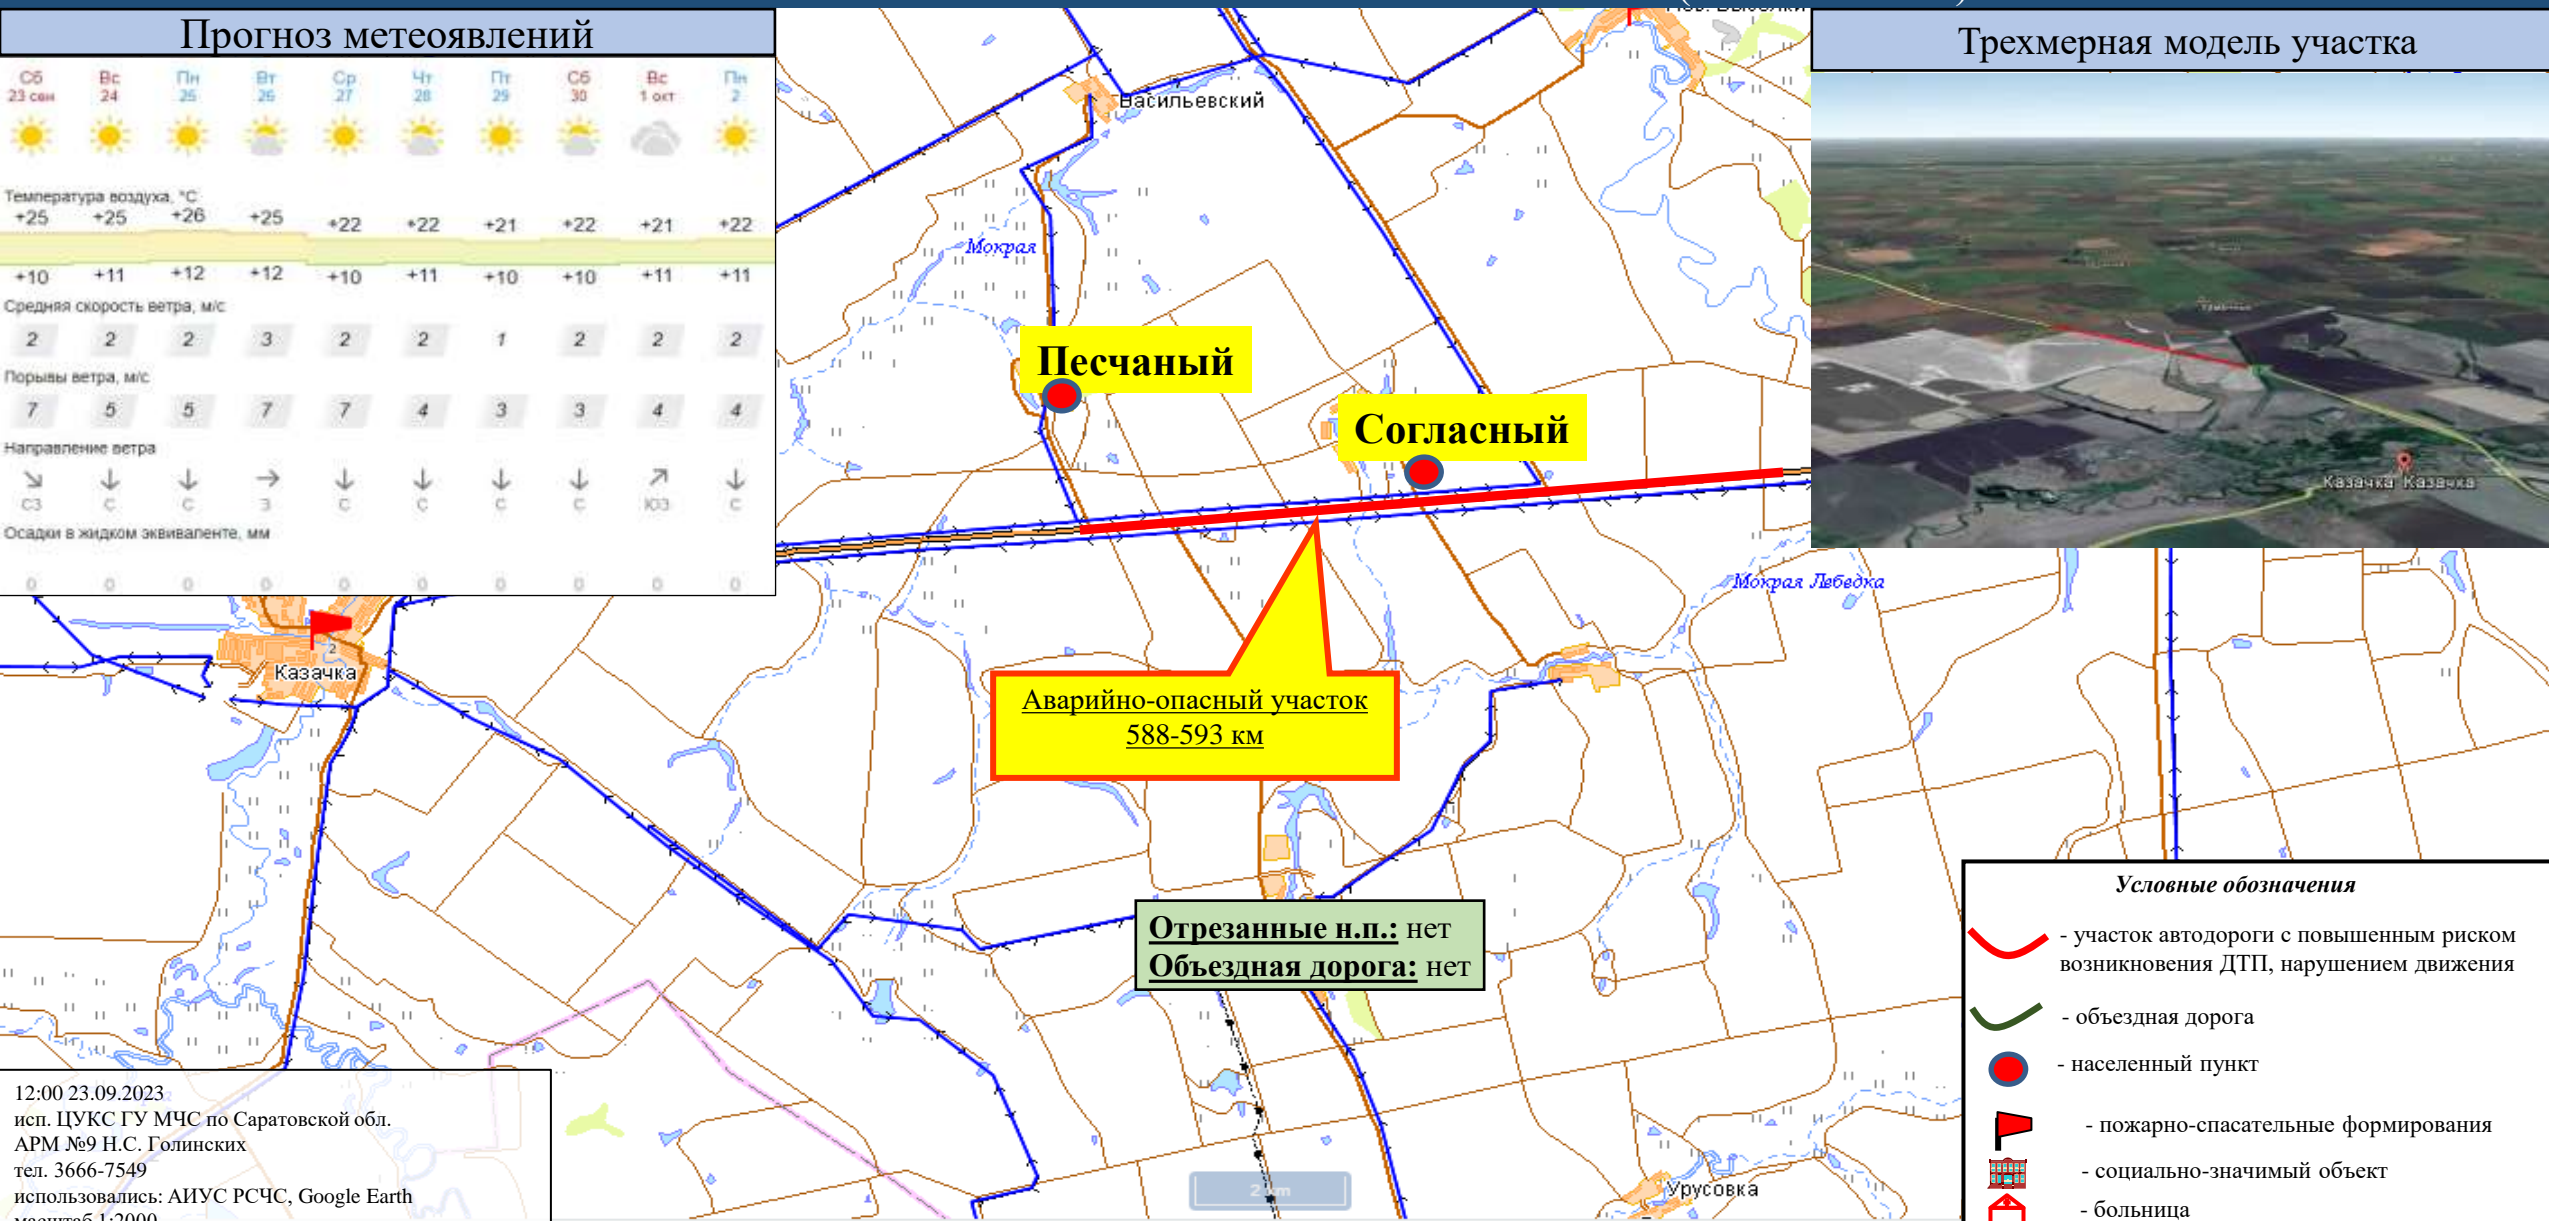 Прогноз метеоявлений
Сб Вс Пн Вт Ср Чт Пт Сб Вс Пн
23 сен 24 25 26 27 28 29 30 1 окт 2
Температура воздуха, °C
+25 +25 +26 +25 +22 +22 +21 +22 +21 +22
+10 +11 +12 +12 +10 +11 +10 +10 +11 +11
Средняя скорость ветра, м/с
2 2 2 3 2 2 1 2 2 2
Порывы ветра, м/с
7 5 5 7 7 4 3 3 4 4
Направление ветра
СЗ С С З С С С С ЮЗ С
Осадки в жидком эквиваленте, мм
0 0 0 0 0 0 0 0 0 0
Васильевский
Мокрая
Песчаный
Согласный
Трехмерная модель участка
Казачка Казачка
Мокрая Лебедка
2
Казачка
Аварийно-опасный участок
588-593 км
Отрезанные н.п.: нет
Объездная дорога: нет
Урусовка
2 km
12:00 23.09.2023
исп. ЦУКС ГУ МЧС по Саратовской обл.
АРМ №9 Н.С. Голинских
тел. 3666-7549
использовались: АИУС РСЧС, Google Earth
масштаб 1:2000
Условные обозначения
- участок автодороги с повышенным риском
возникновения ДТП, нарушением движения
- объездная дорога
- населенный пункт
- пожарно-спасательные формирования
- социально-значимый объект
- больница